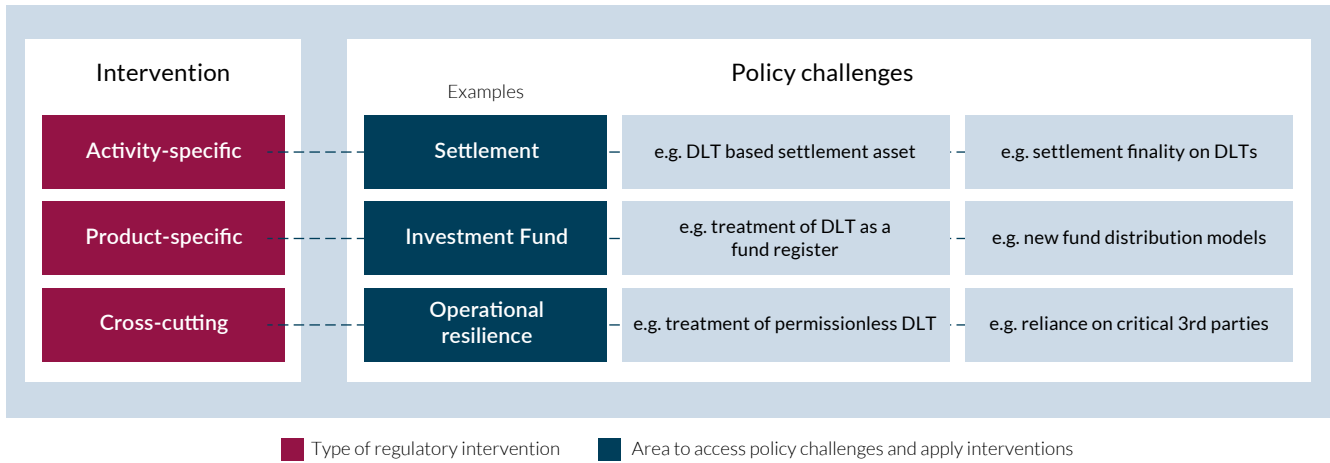 Intervention
Policy challenges
Examples
Activity-specific
Settlement
e.g. DLT based settlement asset
e.g. settlement finality on DLTs
Product-specific
Investment Fund
e.g. treatment of DLT as a
fund register
e.g. new fund distribution models
Cross-cutting
Operational
resilience
e.g. treatment of permissionless DLT
e.g. reliance on critical 3rd parties
Type of regulatory intervention
Area to access policy challenges and apply interventions